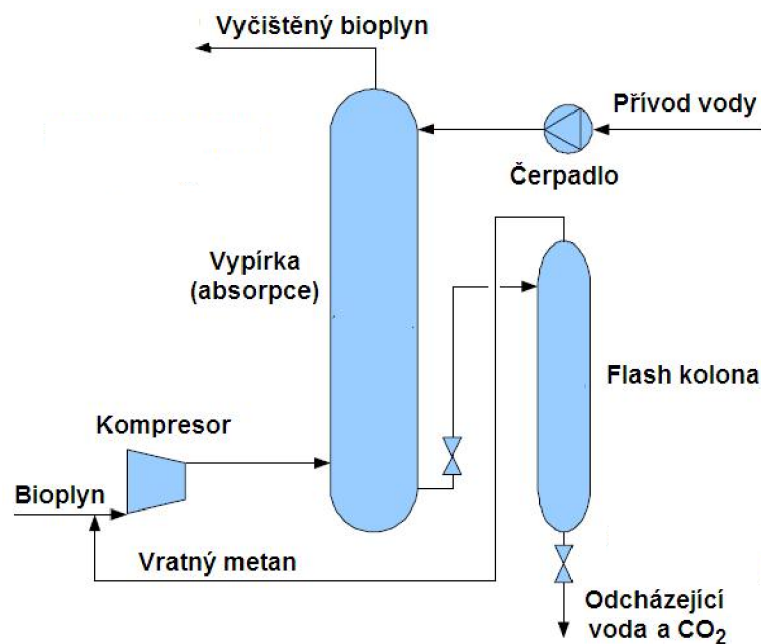 Vyčištěný bioplyn
Přívod vody
Čerpadlo
Vypírka
(absorpce)
Flash kolona
Kompresor
Bioplyn
Vratný metan
Odcházející
voda a CO₂